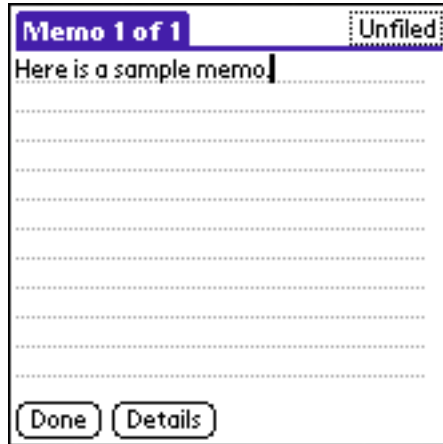 Memo 1 of 1 Unfiled
Here is a sample memo.
Done Details